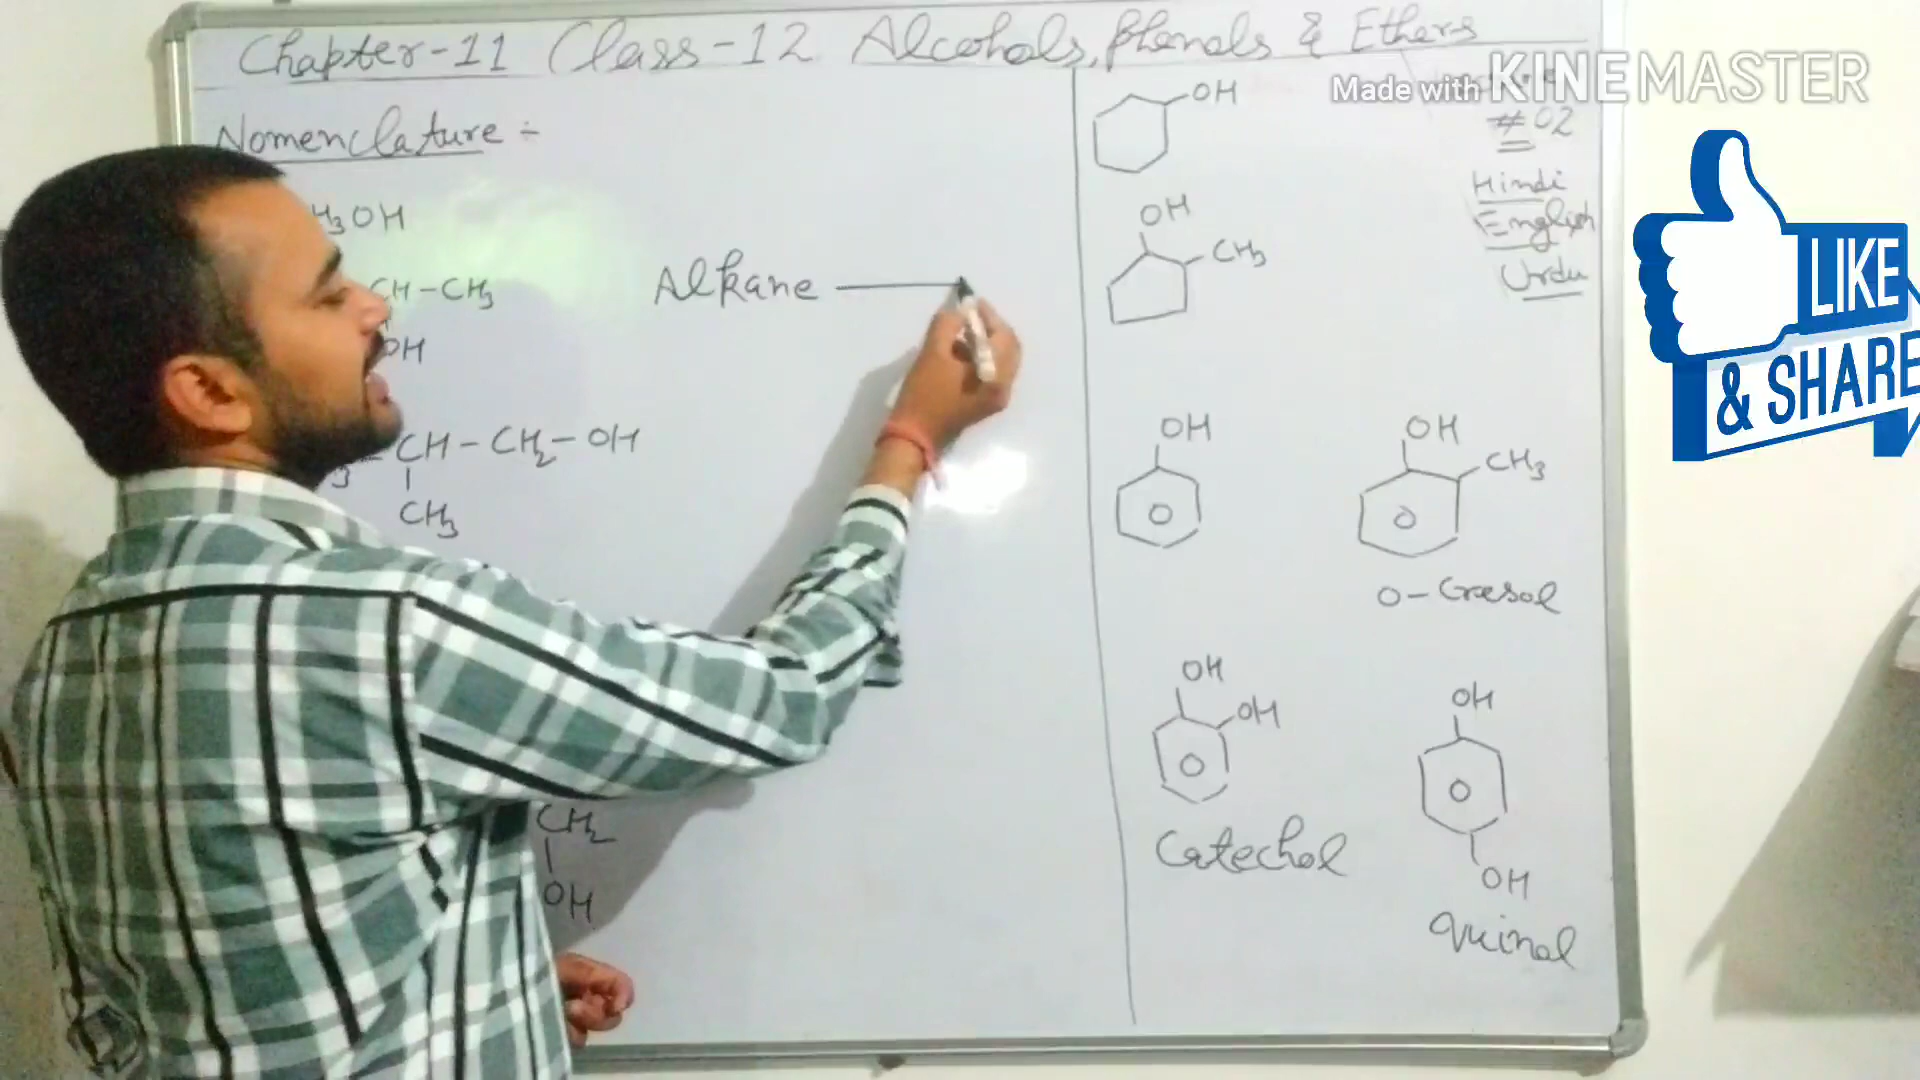 Chapter-11 Class-12 Alcohols, Phenols & Ethers
Made with KINEMASTER
Nomenclature :-
# 02
Hindi
English
Urdu
H₃OH
CH-CH₃
OH
Alkane
CH-CH₂-OH
CH₃
CH₂
OH
OH
OH
CH₃
OH
OH
CH₃
O-Cresol
OH
OH
Catechol
OH
OH
Quinol
LIKE
& SHARE